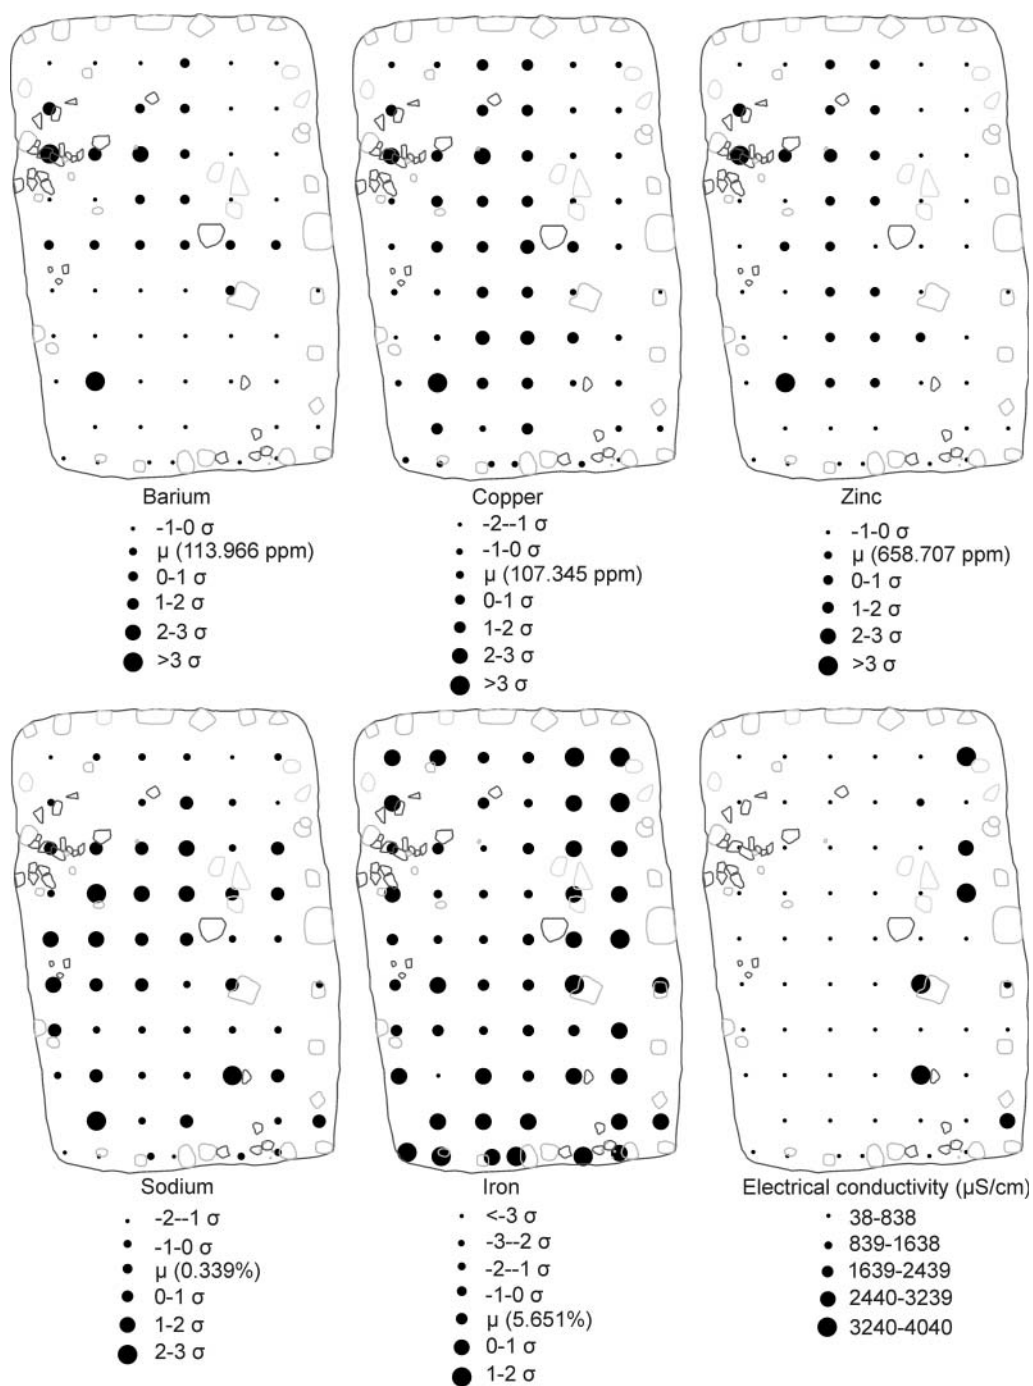 Barium
-1-0 σ
μ (113.966 ppm)
0-1 σ
1-2 σ
2-3 σ
>3 σ
Copper
-2--1 σ
-1-0 σ
μ (107.345 ppm)
0-1 σ
1-2 σ
2-3 σ
>3 σ
Zinc
-1-0 σ
μ (658.707 ppm)
0-1 σ
1-2 σ
2-3 σ
>3 σ
Sodium
-2--1 σ
-1-0 σ
μ (0.339%)
0-1 σ
1-2 σ
2-3 σ
Iron
<-3 σ
-3--2 σ
-2--1 σ
-1-0 σ
μ (5.651%)
0-1 σ
1-2 σ
Electrical conductivity (μS/cm)
38-838
839-1638
1639-2439
2440-3239
3240-4040